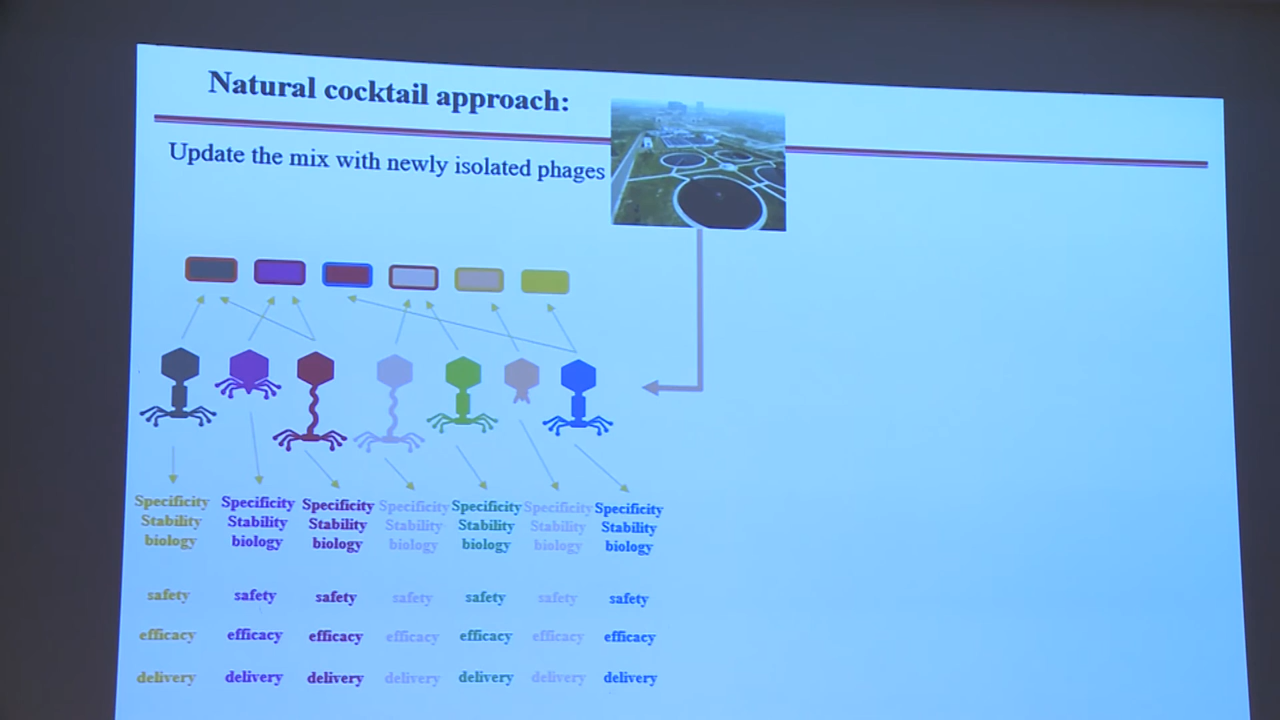 Natural cocktail approach:
Update the mix with newly isolated phages
Specificity Specificity Specificity Specificity Specificity Specificity Specificity
Stability Stability Stability Stability Stability Stability Stability
biology biology biology biology biology biology biology
safety safety safety safety safety safety safety
efficacy efficacy efficacy efficacy efficacy efficacy efficacy
delivery delivery delivery delivery delivery delivery delivery